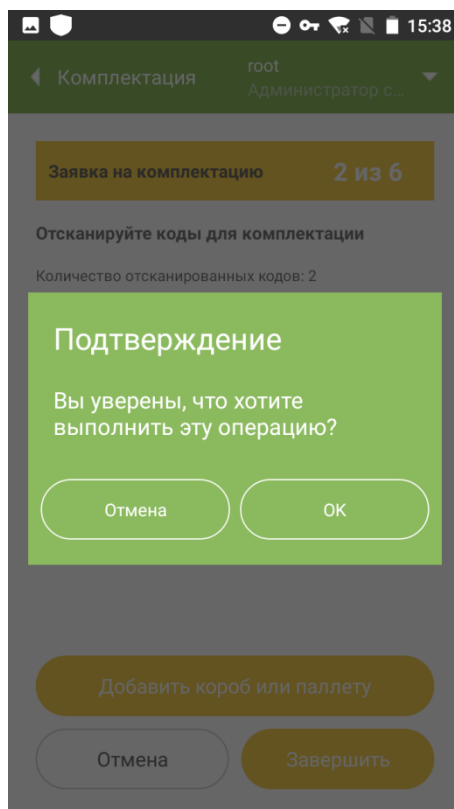 15:38
Комплектация
root
Администратор с...
Заявка на комплектацию 2 из 6
Отсканируйте коды для комплектации
Количество отсканированных кодов: 2
Подтверждение
Вы уверены, что хотите
выполнить эту операцию?
Отмена OK
Добавить короб или паллету
Отмена Завершить